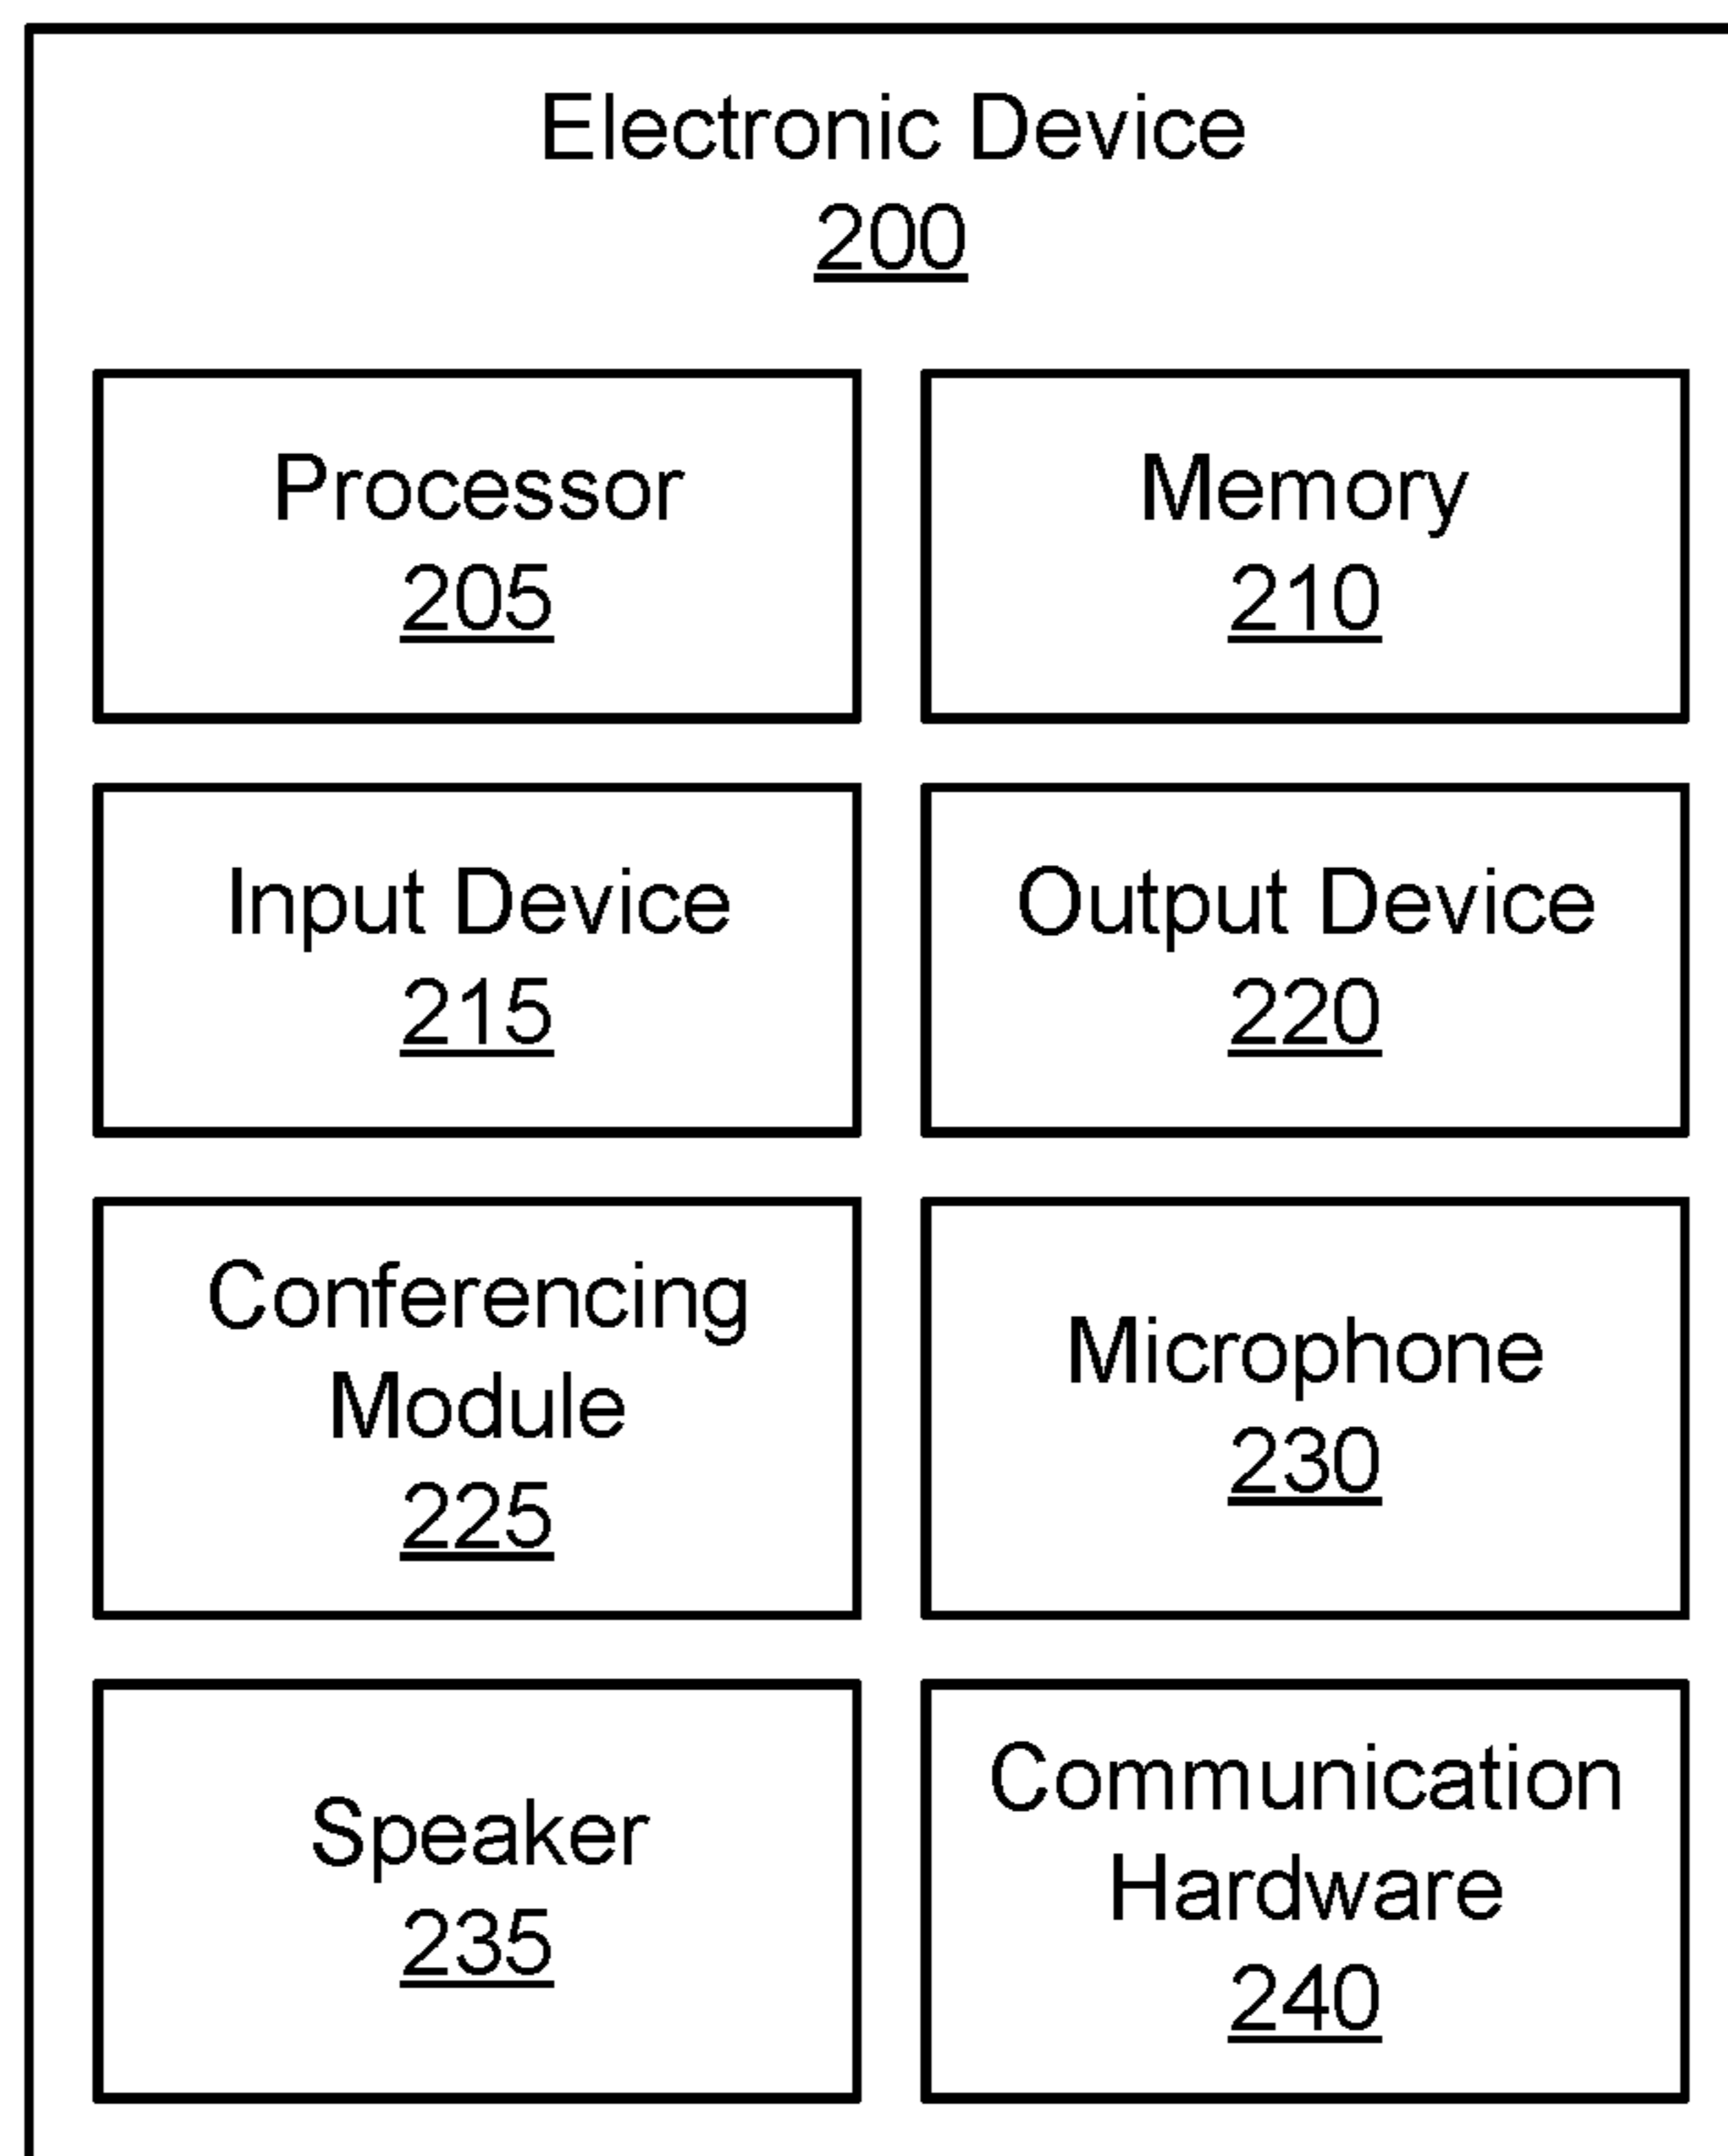 Electronic Device
200
Processor
205
Memory
210
Input Device
215
Output Device
220
Conferencing
Module
225
Microphone
230
Speaker
235
Communication
Hardware
240